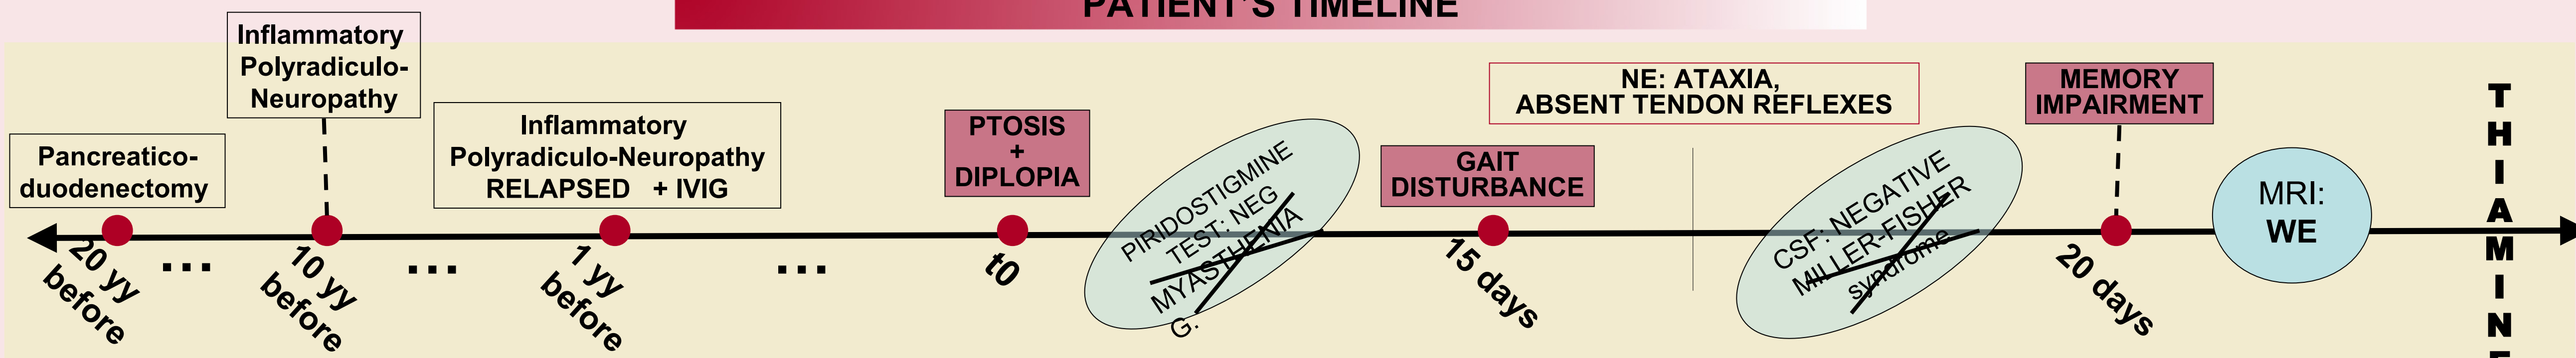 PATIENT'S TIMELINE
Pancreatico-
duodenectomy
20 yy
before
...
Inflammatory
Polyradiculo-
Neuropathy
10 yy
before
...
Inflammatory
Polyradiculo-Neuropathy
RELAPSED + IVIG
1 yy
before
...
PTOSIS
+
DIPLOPIA
t0
PIRIDOSTIGMINE
TEST: NEG
MYASTHENIA
G.
GAIT
DISTURBANCE
15 days
NE: ATAXIA,
ABSENT TENDON REFLEXES
CSF: NEGATIVE
MILLER-FISHER
syndrome
MEMORY
IMPAIRMENT
20 days
MRI:
WE
T
H
I
A
M
I
N
E